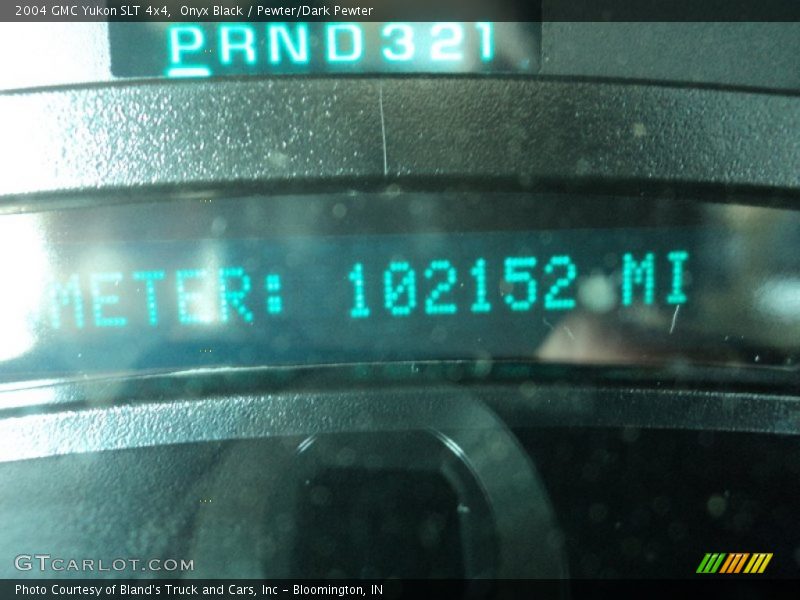 2004 GMC Yukon SLT 4x4, Onyx Black / Pewter/Dark Pewter
PRND321
METER: 102152 MI
GTCARLOT.COM
Photo Courtesy of Bland's Truck and Cars, Inc - Bloomington, IN